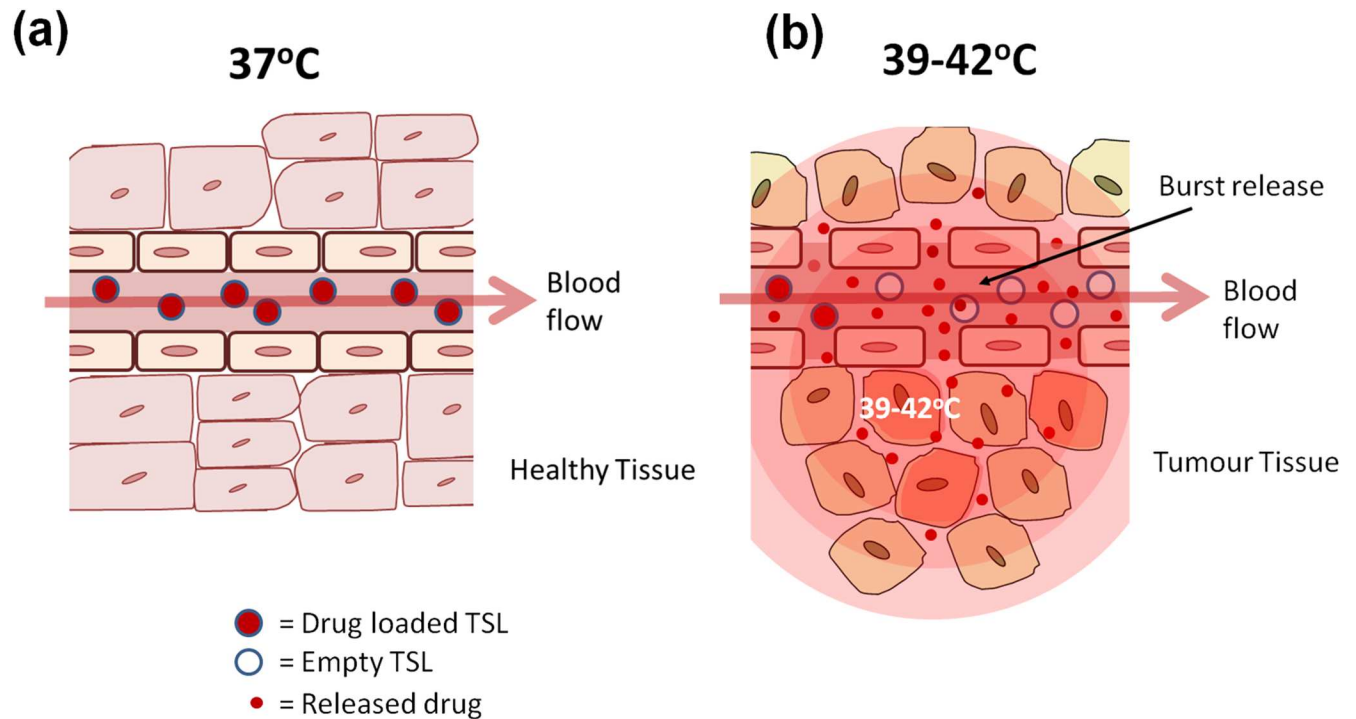 (a)
37°C
Blood
flow
Healthy Tissue
= Drug loaded TSL
= Empty TSL
= Released drug
(b)
39-42°C
Burst release
Blood
flow
39-42°C
Tumour Tissue